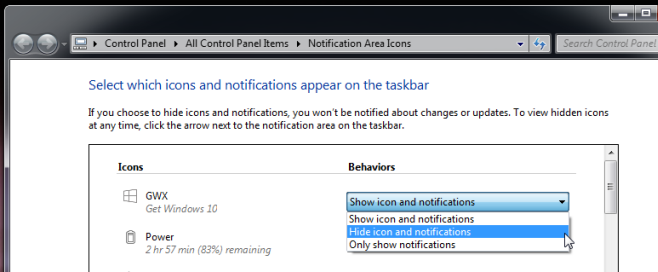 Control Panel ▸ All Control Panel Items ▸ Notification Area Icons
Search Control Panel
Select which icons and notifications appear on the taskbar
If you choose to hide icons and notifications, you won't be notified about changes or updates. To view hidden icons
at any time, click the arrow next to the notification area on the taskbar.
Icons Behaviors
GWX Show icon and notifications
Get Windows 10
Show icon and notifications
Hide icon and notifications
Power Only show notifications
2 hr 57 min (83%) remaining